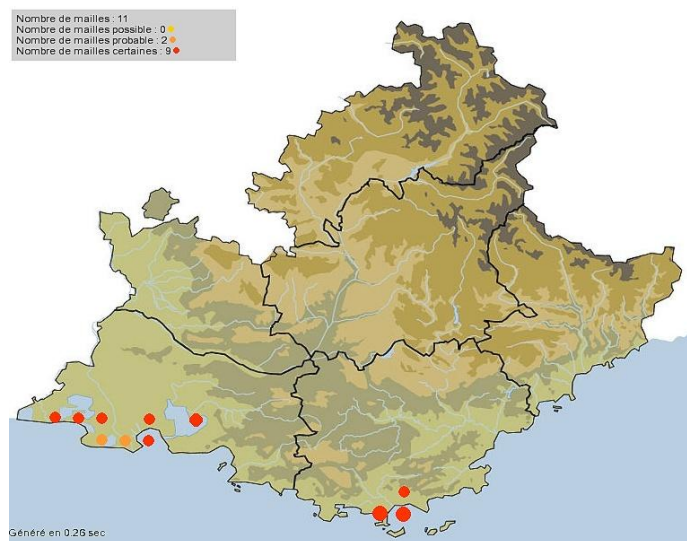 Nombre de mailles : 11
Nombre de mailles possible : 0
Nombre de mailles probable : 2
Nombre de mailles certaines : 9
Généré en 0.26 sec